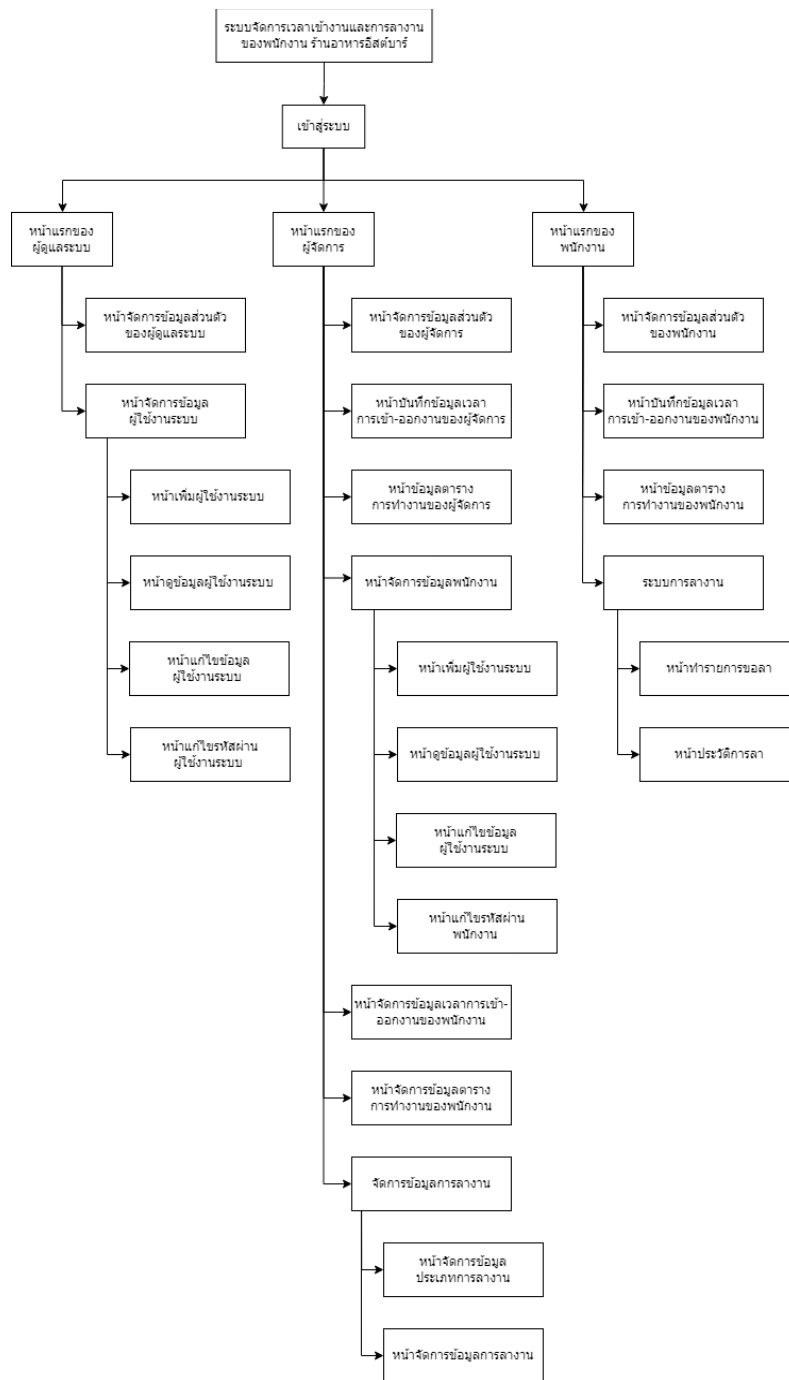 ระบบจัดการเวลาเข้างานและการลางาน
ของพนักงาน ร้านอาหารอีสต์บาร์
เข้าสู่ระบบ
หน้าแรกของ
ผู้ดูแลระบบ
หน้าจัดการข้อมูลส่วนตัว
ของผู้ดูแลระบบ
หน้าจัดการข้อมูล
ผู้ใช้งานระบบ
หน้าเพิ่มผู้ใช้งานระบบ
หน้าดูข้อมูลผู้ใช้งานระบบ
หน้าแก้ไขข้อมูล
ผู้ใช้งานระบบ
หน้าแก้ไขรหัสผ่าน
ผู้ใช้งานระบบ
หน้าแรกของ
ผู้จัดการ
หน้าจัดการข้อมูลส่วนตัว
ของผู้จัดการ
หน้าบันทึกข้อมูลเวลา
การเข้า-ออกงานของผู้จัดการ
หน้าข้อมูลตาราง
การทำงานของผู้จัดการ
หน้าจัดการข้อมูลพนักงาน
หน้าเพิ่มผู้ใช้งานระบบ
หน้าดูข้อมูลผู้ใช้งานระบบ
หน้าแก้ไขข้อมูล
ผู้ใช้งานระบบ
หน้าแก้ไขรหัสผ่าน
พนักงาน
หน้าจัดการข้อมูลเวลาการเข้า-
ออกงานของพนักงาน
หน้าจัดการข้อมูลตาราง
การทำงานของพนักงาน
จัดการข้อมูลการลางาน
หน้าจัดการข้อมูล
ประเภทการลางาน
หน้าจัดการข้อมูลการลางาน
หน้าแรกของ
พนักงาน
หน้าจัดการข้อมูลส่วนตัว
ของพนักงาน
หน้าบันทึกข้อมูลเวลา
การเข้า-ออกงานของพนักงาน
หน้าข้อมูลตาราง
การทำงานของพนักงาน
ระบบการลางาน
หน้าทำรายการขอลา
หน้าประวัติการลา